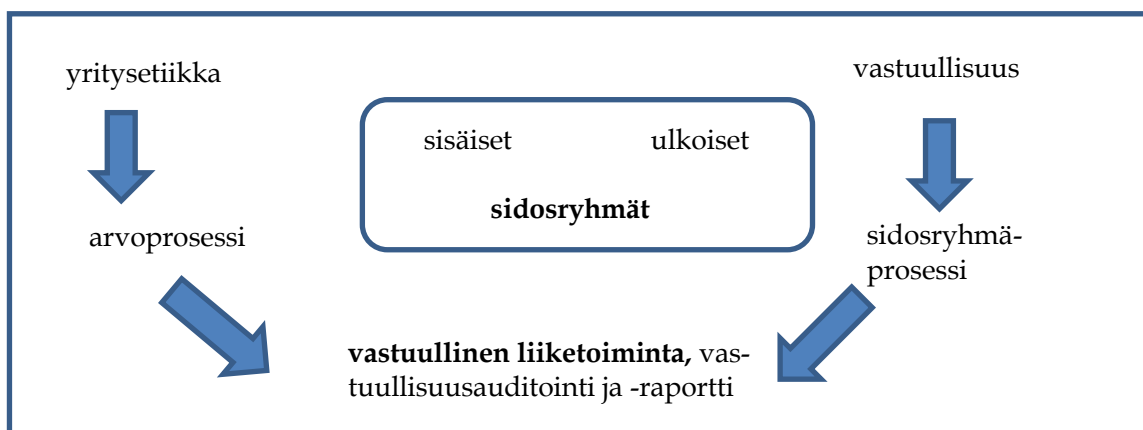 yritysetiikka
vastuullisuus
sisäiset
ulkoiset
sidosryhmät
arvoprosessi
sidosryhmä-
prosessi
vastuullinen liiketoiminta, vas-
tuullisuusauditointi ja -raportti